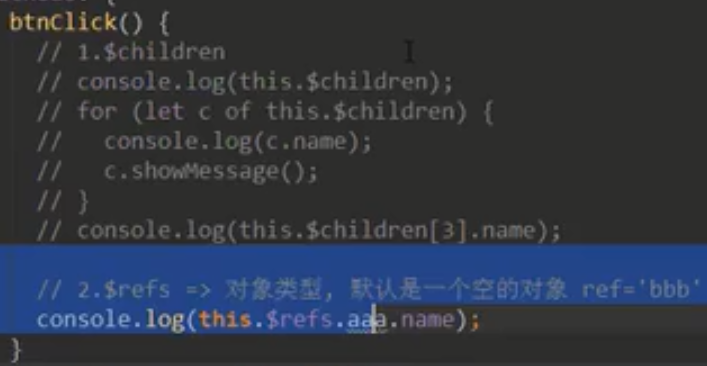 btnClick() {
// 1.$children
// console.log(this.$children);
// for (let c of this.$children) {
//   console.log(c.name);
//   c.showMessage();
// }
// console.log(this.$children[3].name);
// 2.$refs => 对象类型, 默认是一个空的对象 ref='bbb'
console.log(this.$refs.aaa.name);
}